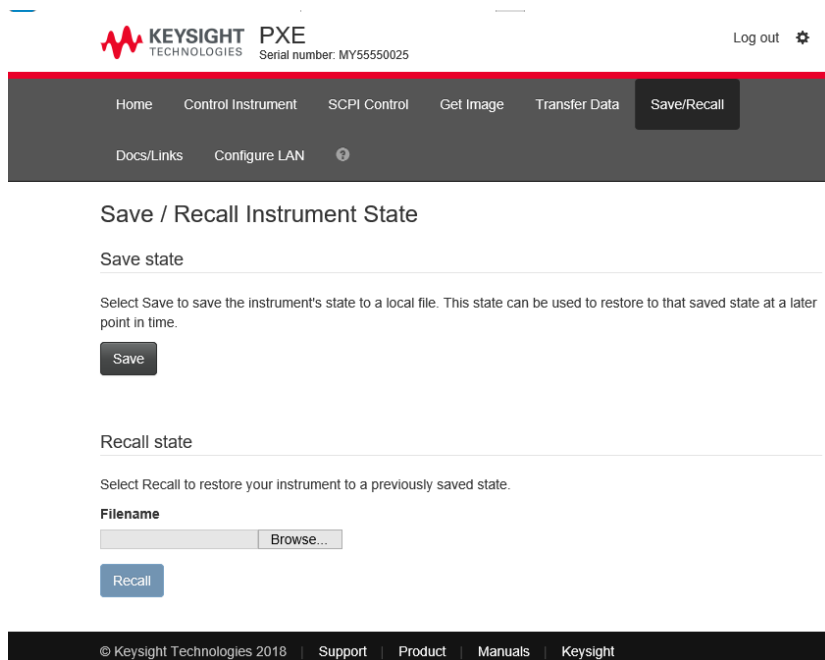 KEYSIGHT
TECHNOLOGIES
PXE
Serial number: MY55550025
Log out
Home Control Instrument SCPI Control Get Image Transfer Data Save/Recall
Docs/Links Configure LAN ?
Save / Recall Instrument State
Save state
Select Save to save the instrument's state to a local file. This state can be used to restore to that saved state at a later
point in time.
Save
Recall state
Select Recall to restore your instrument to a previously saved state.
Filename
Browse...
Recall
© Keysight Technologies 2018 | Support | Product | Manuals | Keysight